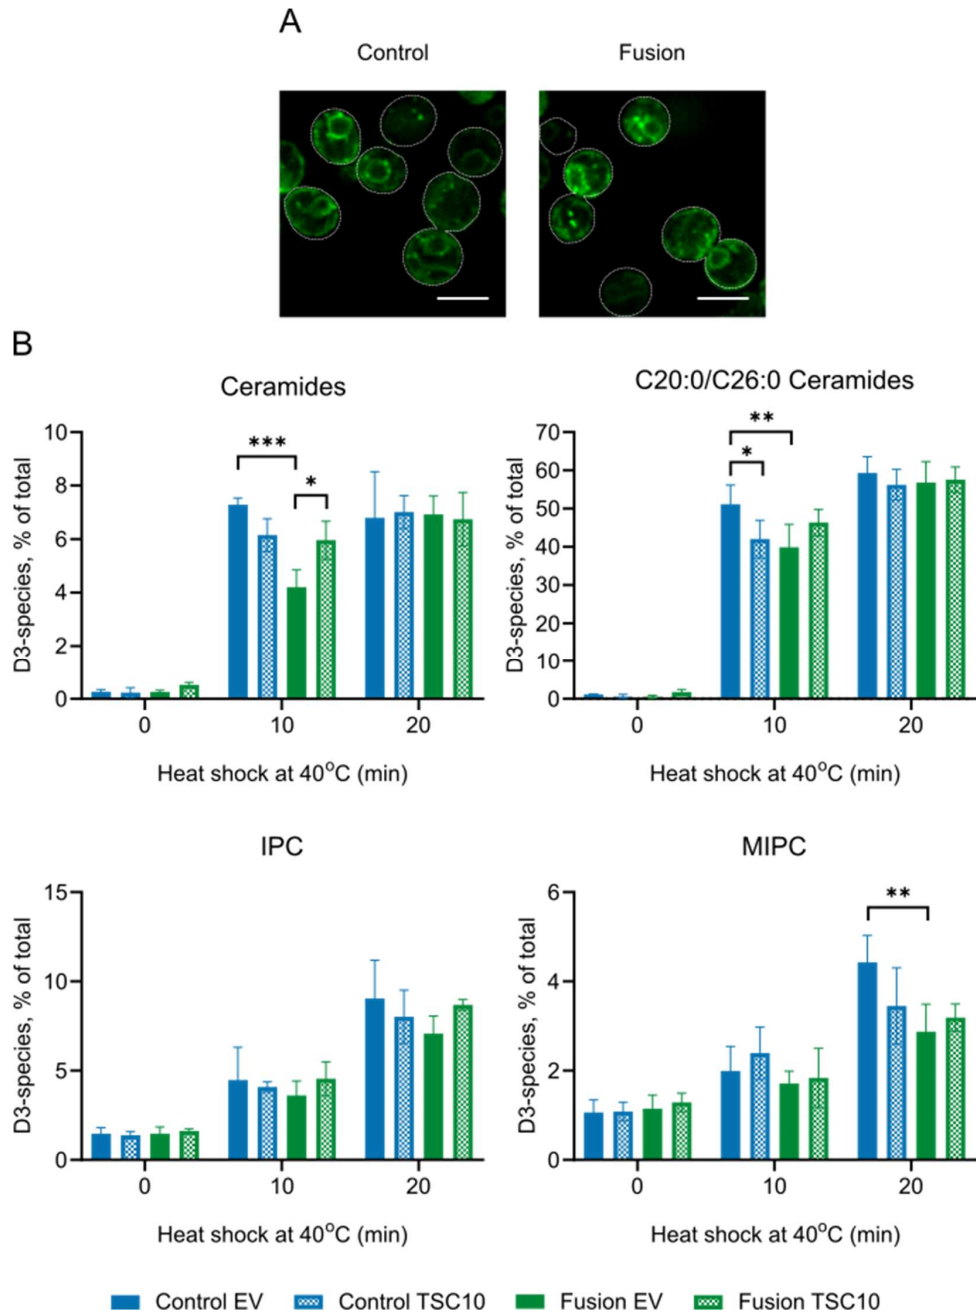 A
Control
Fusion
B
Ceramides
D3-species, % of total
10
8
6
4
2
0
***
*
0
10
20
Heat shock at 40°C (min)
C20:0/C26:0 Ceramides
D3-species, % of total
70
60
50
40
30
20
10
0
**
*
0
10
20
Heat shock at 40°C (min)
IPC
D3-species, % of total
15
10
5
0
0
10
20
Heat shock at 40°C (min)
MIPC
D3-species, % of total
6
4
2
0
**
0
10
20
Heat shock at 40°C (min)
Control EV
Control TSC10
Fusion EV
Fusion TSC10